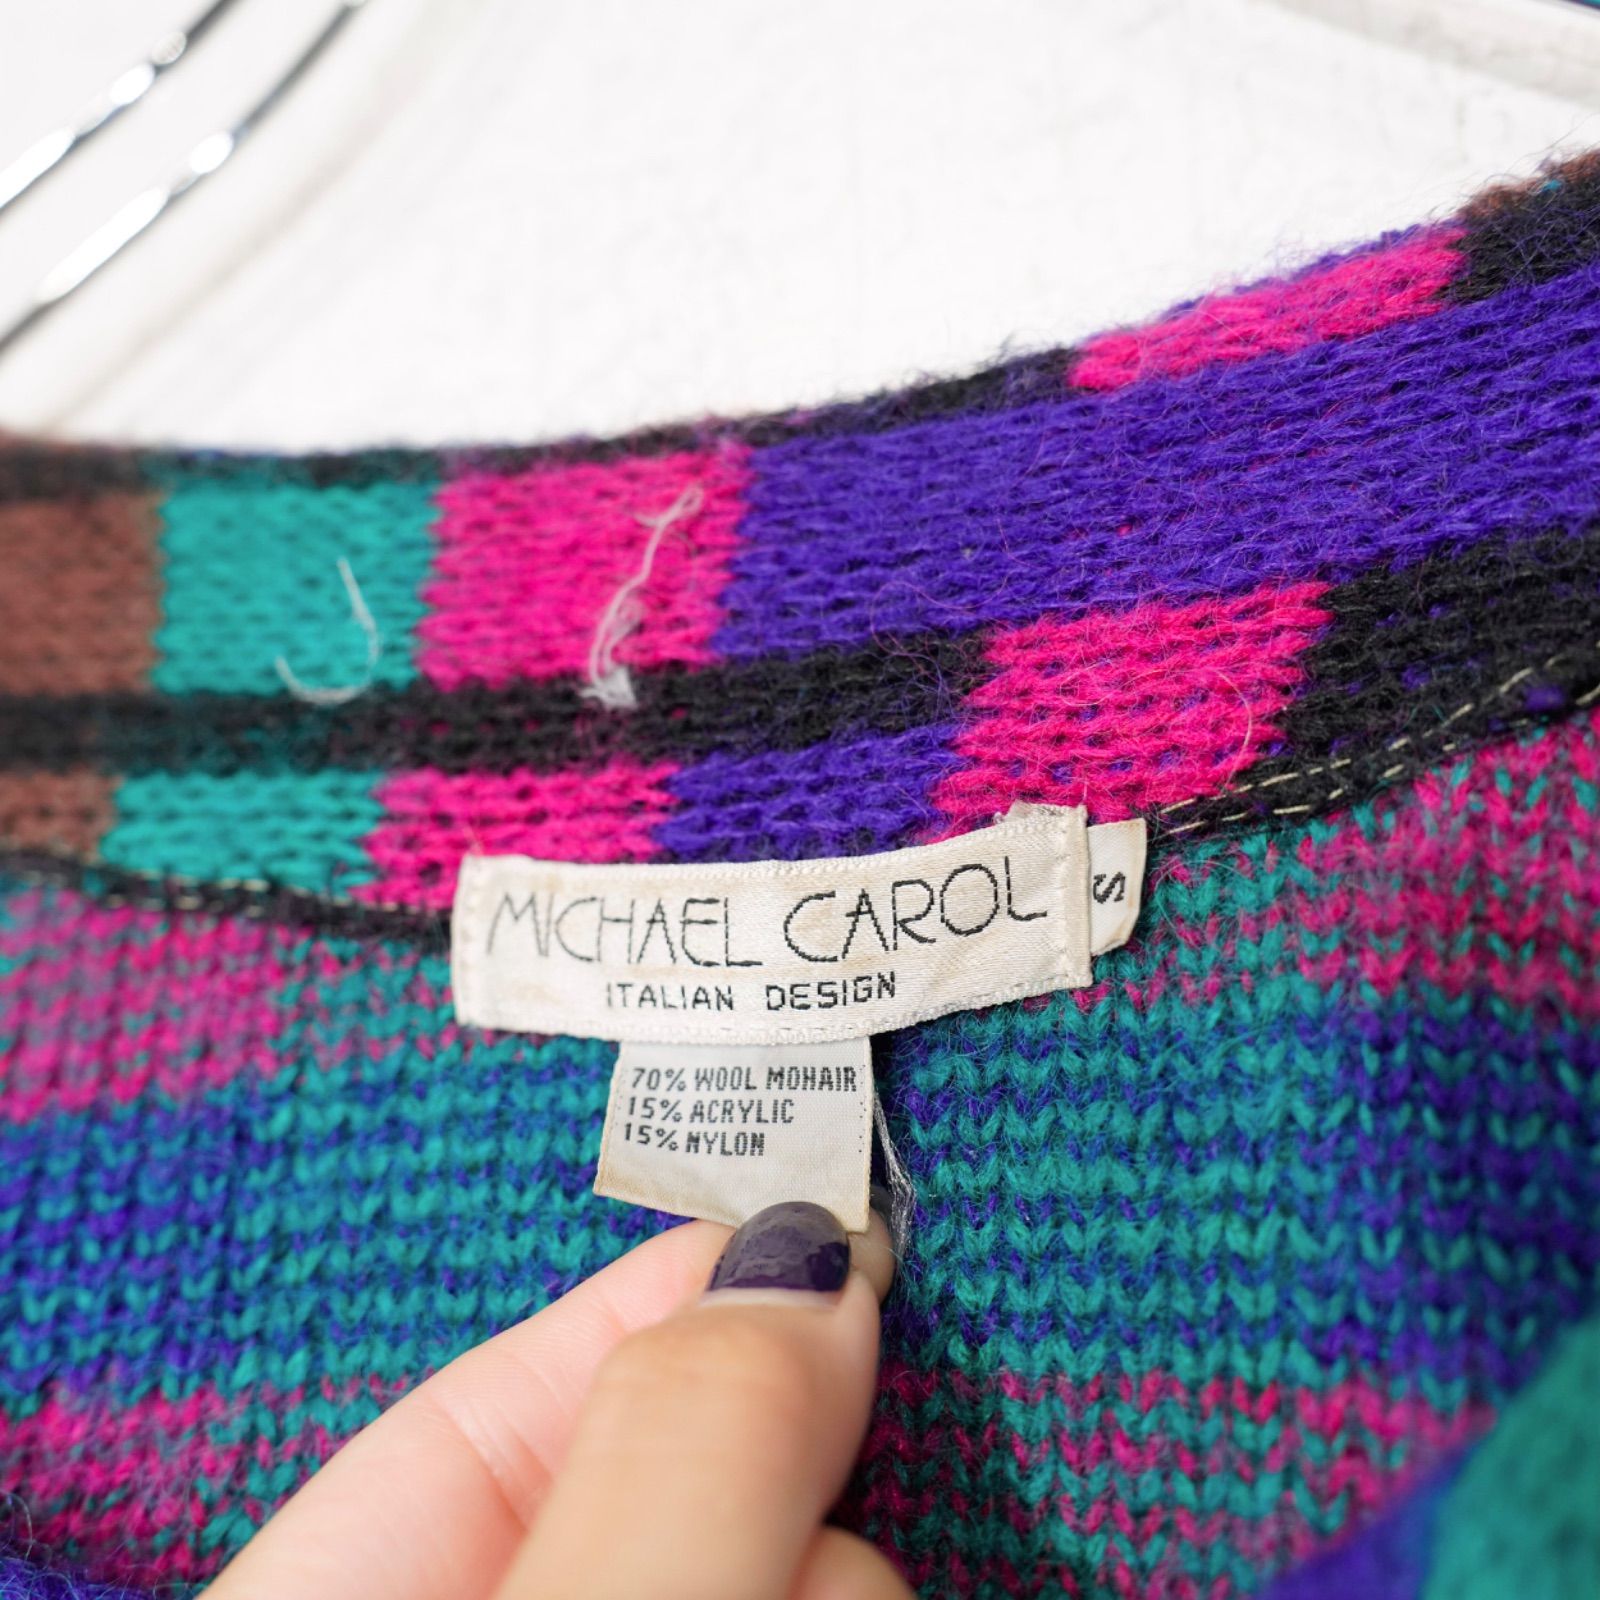 MICHAEL CAROL
ITALIAN DESIGN
S
70% WOOL MOHAIR
15% ACRYLIC
15% NYLON